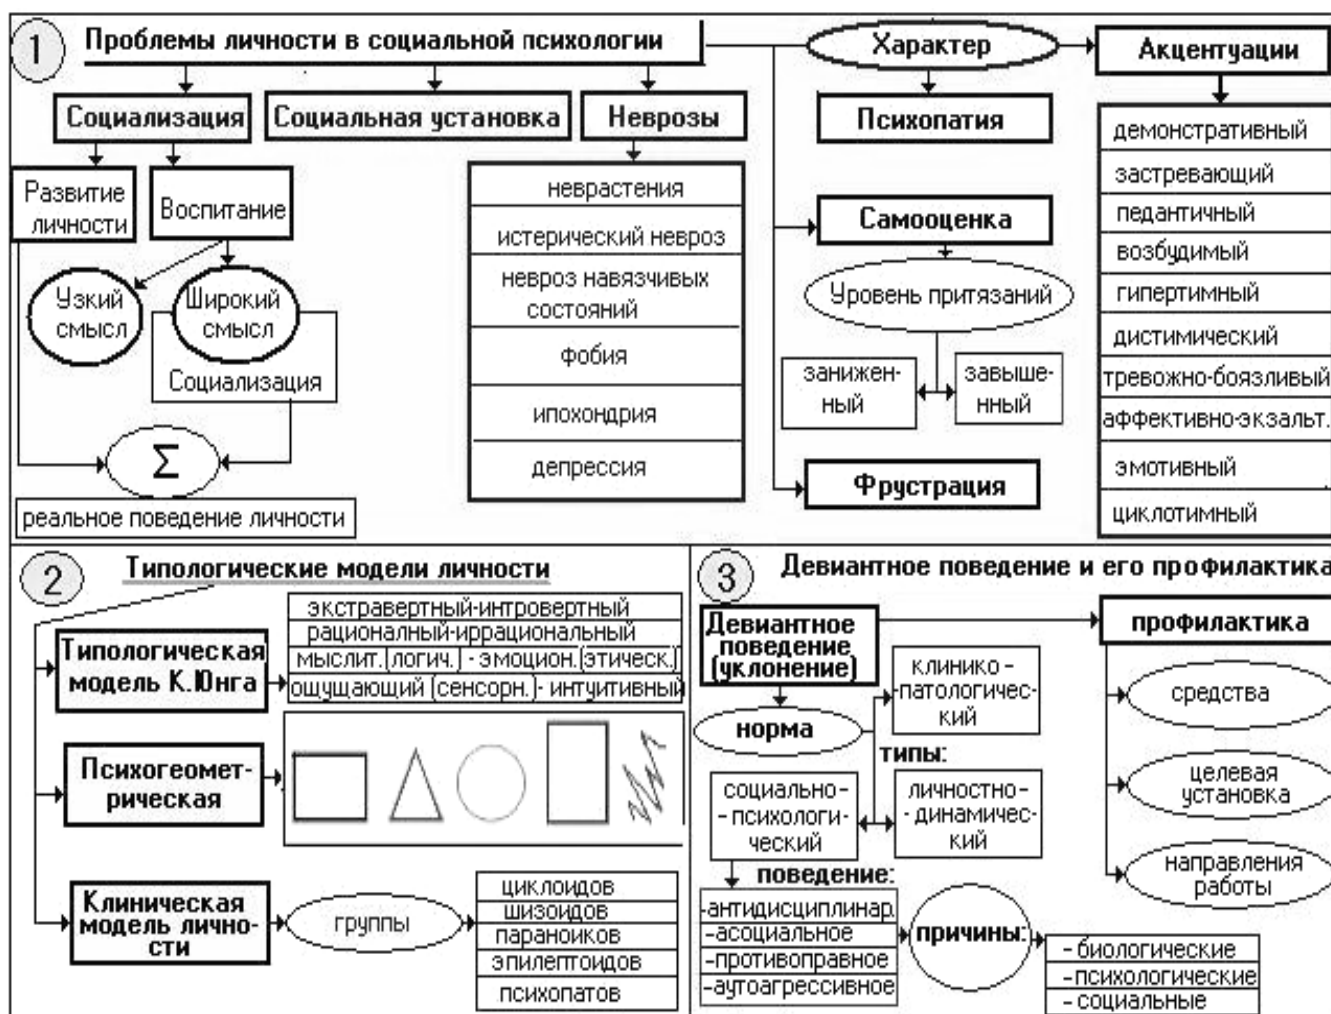 1
Проблемы личности в социальной психологии
Характер
Акцентуации
Социализация
Социальная установка
Неврозы
Психопатия
Развитие
личности
Воспитание
Узкий
смысл
Широкий
смысл
Социализация
Σ
реальное поведение личности
неврастения
истерический невроз
невроз навязчивых
состояний
фобия
ипохондрия
депрессия
Самооценка
Уровень притязаний
занижен-
ный
завыше-
нный
Фрустрация
демонстративный
застревающий
педантичный
возбудимый
гипертимный
дистимический
тревожно-боязливый
аффективно-экзальт.
эмотивный
циклотимный
2
Типологические модели личности
Типологическая
модель К.Юнга
экстравертный-интровертный
рационалный-иррациональный
мыслит.(логич.) - эмоцион.(этическ.)
ощущающий (сенсорн.)- интуитивный
Психогеомет-
рическая
Клиническая
модель лично-
сти
группы
циклоидов
шизоидов
параноиков
эпилептоидов
психопатов
3
Девиантное поведение и его профилактика
Девиантное
поведение
(уклонение)
профилактика
норма
клинико-
-патологичес-
кий
типы:
социально-
-психологи-
ческий
личностно-
-динамичес-
кий
поведение:
-антидисциплинар.
-асоциальное
-противоправное
-аутоагрессивное
причины:
-биологические
-психологические
-социальные
средства
целевая
установка
направления
работы